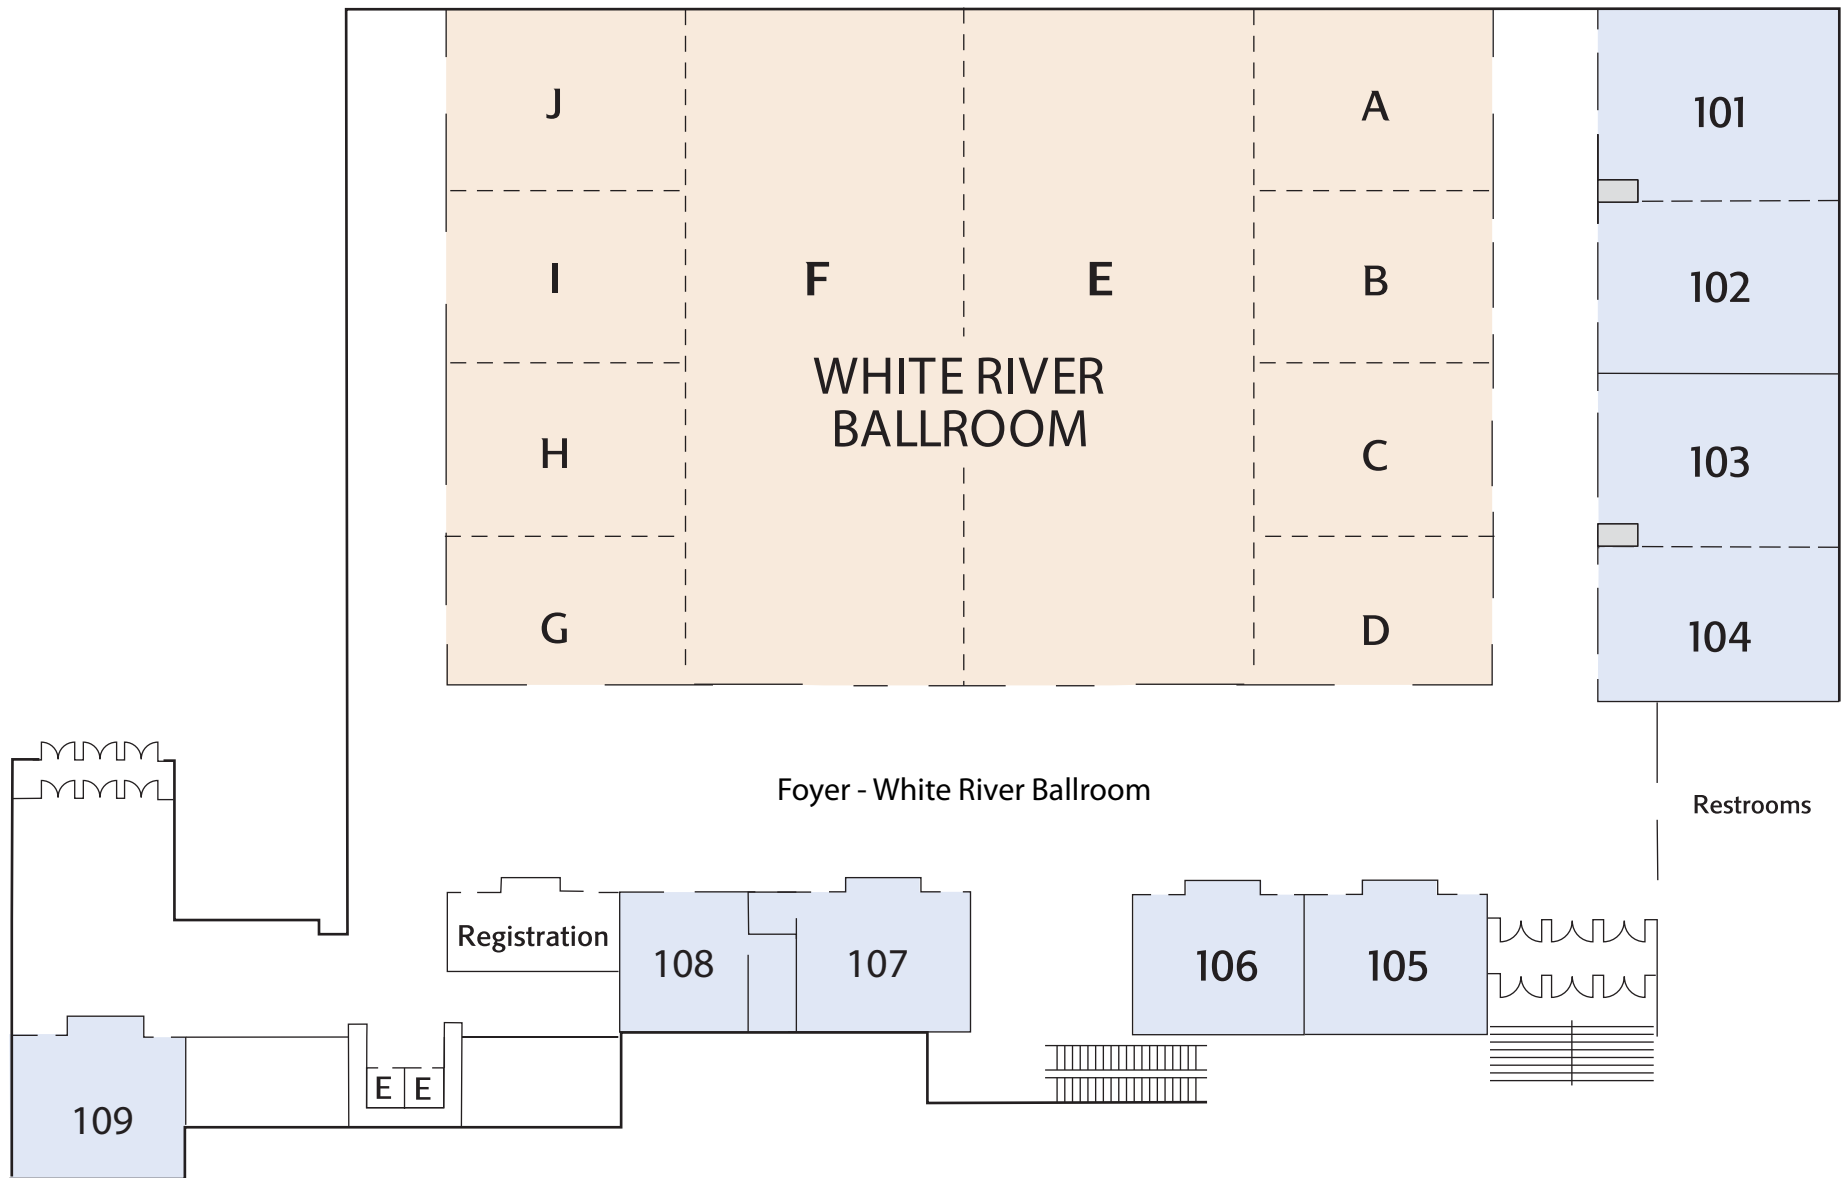 J
A
101
I
F
E
B
102
WHITE RIVER
BALLROOM
H
C
103
G
D
104
Foyer - White River Ballroom
Restrooms
Registration
108
107
106
105
E
E
109